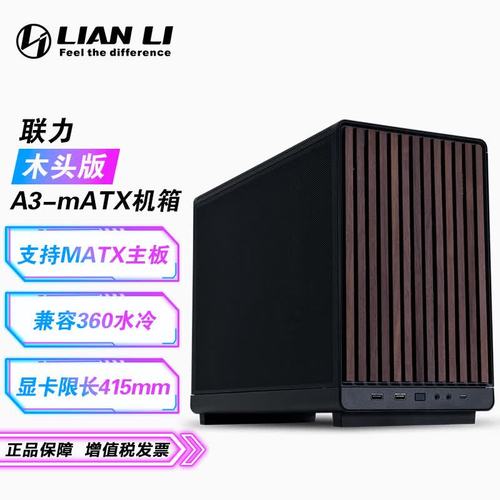 LIAN LI
Feel the difference
联力
木头版
A3-mATX机箱
支持MATX主板
兼容360水冷
显卡限长415mm
正品保障 增值税发票